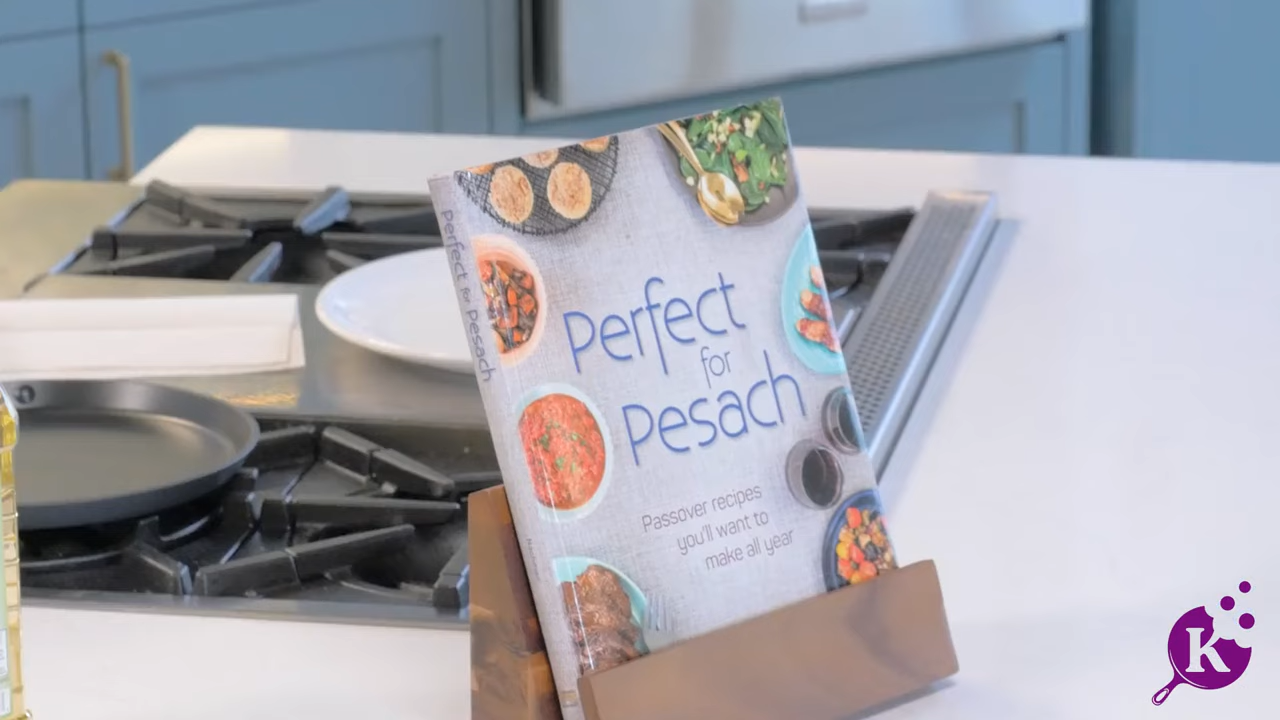 Perfect for Pesach
Perfect
for
Pesach
Passover recipes
you'll want to
make all year
K